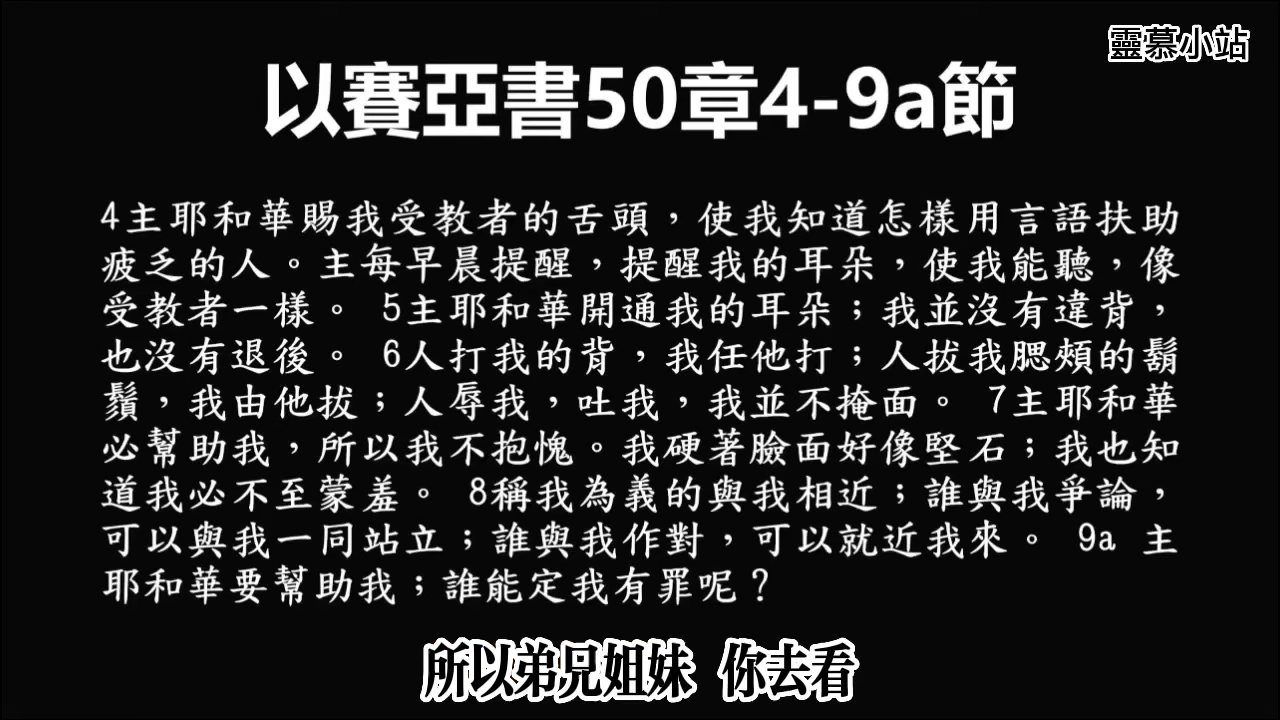 靈慕小站
以賽亞書50章4-9a節
4主耶和華賜我受教者的舌頭，使我知道怎樣用言語扶助
疲乏的人。主每早晨提醒，提醒我的耳朵，使我能聽，像
受教者一樣。 5主耶和華開通我的耳朵；我並沒有違背，
也沒有退後。 6人打我的背，我任他打；人拔我腮頰的鬍
鬚，我由他拔；人辱我，吐我，我並不掩面。 7主耶和華
必幫助我，所以我不抱愧。我硬著臉面好像堅石；我也知
道我必不至蒙羞。 8稱我為義的與我相近；誰與我爭論，
可以與我一同站立；誰與我作對，可以就近我來。 9a 主
耶和華要幫助我；誰能定我有罪呢？
所以弟兄姐妹 你去看